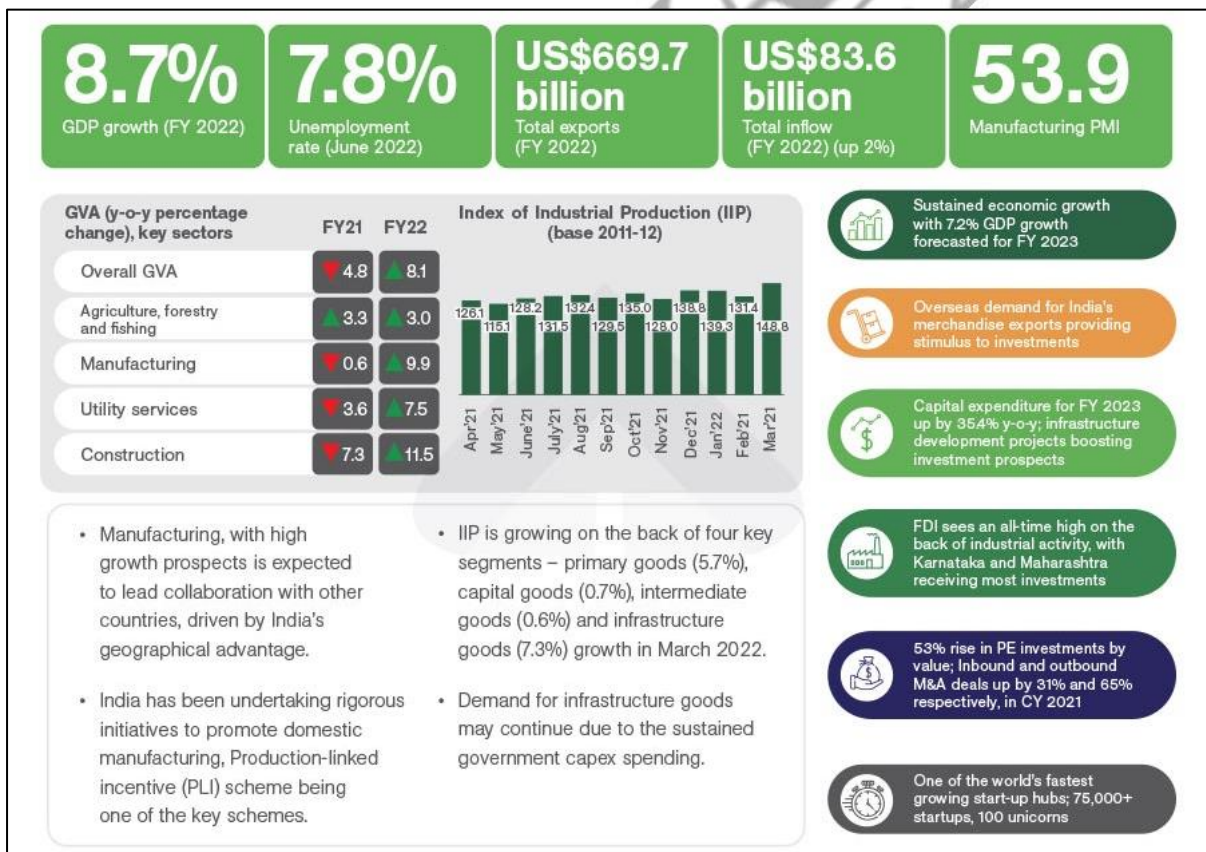 8.7%
GDP growth (FY 2022)
7.8%
Unemployment
rate (June 2022)
US$669.7
billion
Total exports
(FY 2022)
US$83.6
billion
Total inflow
(FY 2022) (up 2%)
53.9
Manufacturing PMI
GVA (y-o-y percentage
change), key sectors
FY21 FY22
Overall GVA 4.8 8.1
Agriculture, forestry
and fishing 3.3 3.0
Manufacturing 0.6 9.9
Utility services 3.6 7.5
Construction 7.3 11.5
Index of Industrial Production (IIP)
(base 2011-12)
126.1 115.1 128.2 131.5 132.4 129.5 135.0 128.0 138.8 139.3 131.4 148.8
Apr'21 May'21 June'21 July'21 Aug'21 Sep'21 Oct'21 Nov'21 Dec'21 Jan'22 Feb'21 Mar'21
• Manufacturing, with high
growth prospects is expected
to lead collaboration with other
countries, driven by India's
geographical advantage.
• India has been undertaking rigorous
initiatives to promote domestic
manufacturing, Production-linked
incentive (PLI) scheme being
one of the key schemes.
• IIP is growing on the back of four key
segments – primary goods (5.7%),
capital goods (0.7%), intermediate
goods (0.6%) and infrastructure
goods (7.3%) growth in March 2022.
• Demand for infrastructure goods
may continue due to the sustained
government capex spending.
Sustained economic growth
with 7.2% GDP growth
forecasted for FY 2023
Overseas demand for India's
merchandise exports providing
stimulus to investments
Capital expenditure for FY 2023
up by 35.4% y-o-y; infrastructure
development projects boosting
investment prospects
FDI sees an all-time high on the
back of industrial activity, with
Karnataka and Maharashtra
receiving most investments
53% rise in PE investments by
value; Inbound and outbound
M&A deals up by 31% and 65%
respectively, in CY 2021
One of the world's fastest
growing start-up hubs; 75,000+
startups, 100 unicorns